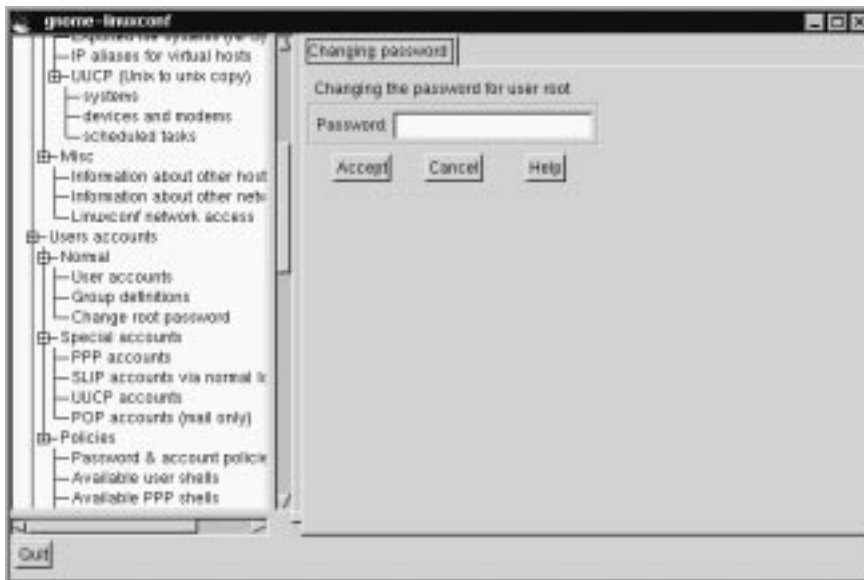 gnome-linuxconf
IP aliases for virtual hosts
UUCP (Unix to unix copy)
systems
devices and modems
scheduled tasks
Misc
Information about other host
Information about other netw
Linuxconf network access
Users accounts
Normal
User accounts
Group definitions
Change root password
Special accounts
PPP accounts
SLIP accounts via normal lo
UUCP accounts
POP accounts (mail only)
Policies
Password & account policie
Available user shells
Available PPP shells
Quit
Changing password
Changing the password for user root
Password:
Accept
Cancel
Help